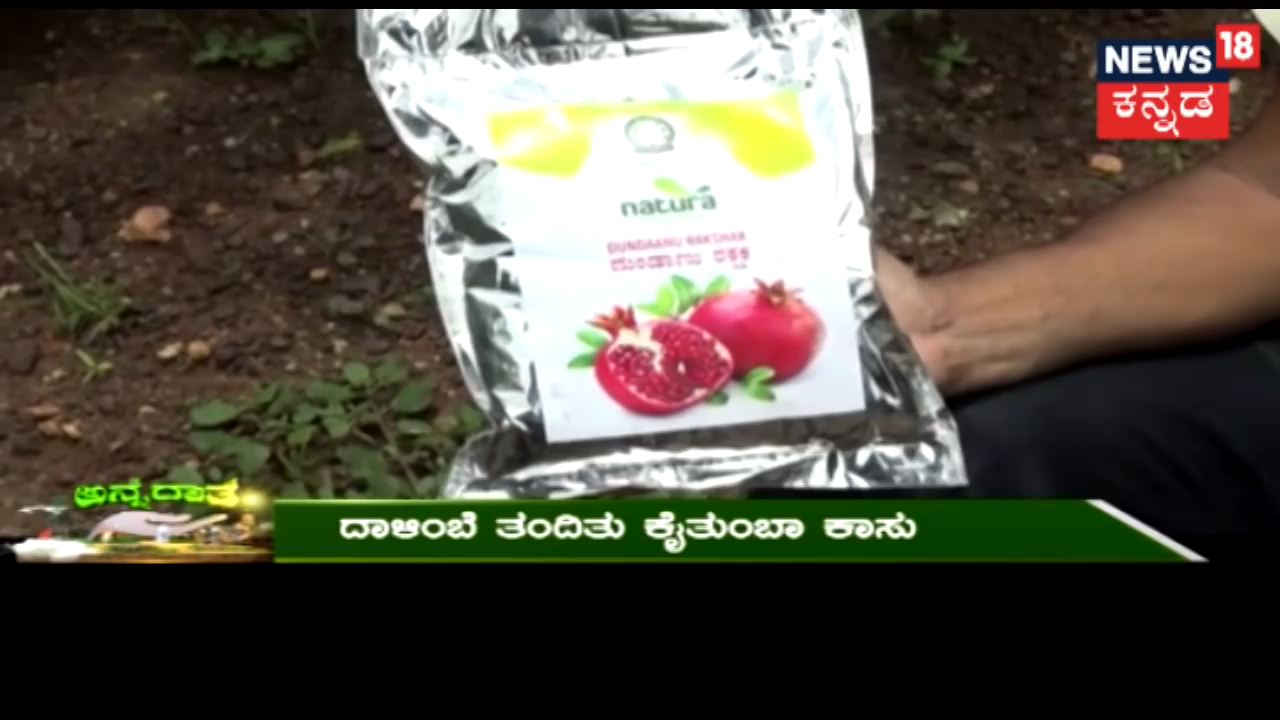 NEWS 18
ಕನ್ನಡ
natura
DUNDAANU RAKSHAK
ದುಂಡಾಣು ರಕ್ಷಕ
ಅನ್ನದಾತ
ದಾಳಿಂಬೆ ತಂದಿತು ಕೈತುಂಬಾ ಕಾಸು